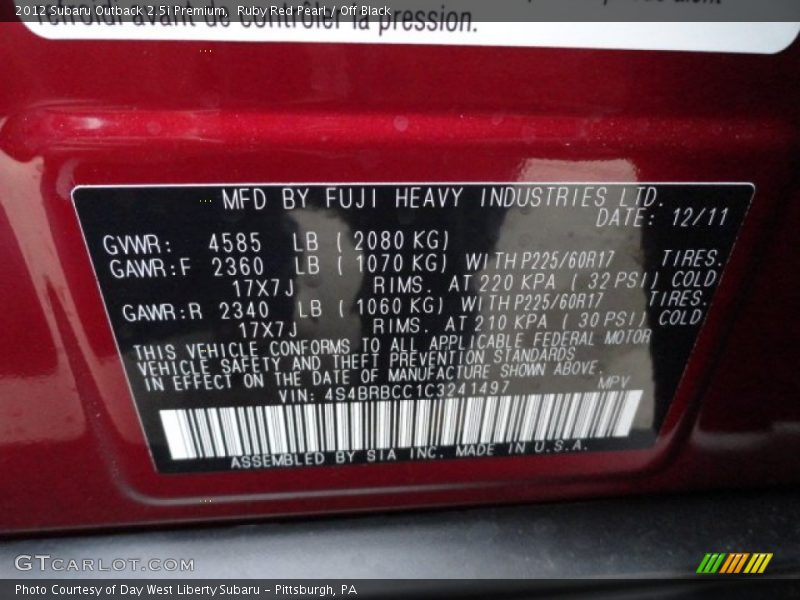 2012 Subaru Outback 2.5i Premium, Ruby Red Pearl / Off Black
de contrôler la pression.
MFD BY FUJI HEAVY INDUSTRIES LTD.
DATE: 12/11
GVWR: 4585 LB ( 2080 KG)
GAWR:F 2360 LB ( 1070 KG) WITH P225/60R17 TIRES.
17X7J RIMS. AT 220 KPA ( 32 PSI) COLD
GAWR:R 2340 LB ( 1060 KG) WITH P225/60R17 TIRES.
17X7J RIMS. AT 210 KPA ( 30 PSI) COLD
THIS VEHICLE CONFORMS TO ALL APPLICABLE FEDERAL MOTOR
VEHICLE SAFETY AND THEFT PREVENTION STANDARDS
IN EFFECT ON THE DATE OF MANUFACTURE SHOWN ABOVE.
VIN: 4S4BRBCC1C3241497 MPV
ASSEMBLED BY SIA INC. MADE IN U.S.A.
GTCARLOT.COM
Photo Courtesy of Day West Liberty Subaru - Pittsburgh, PA